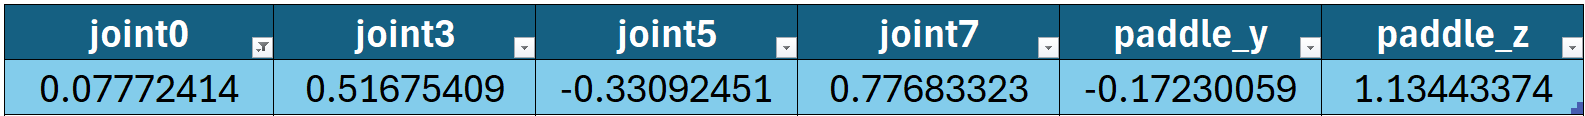 joint0 joint3 joint5 joint7 paddle_y paddle_z
0.07772414 0.51675409 -0.33092451 0.77683323 -0.17230059 1.13443374